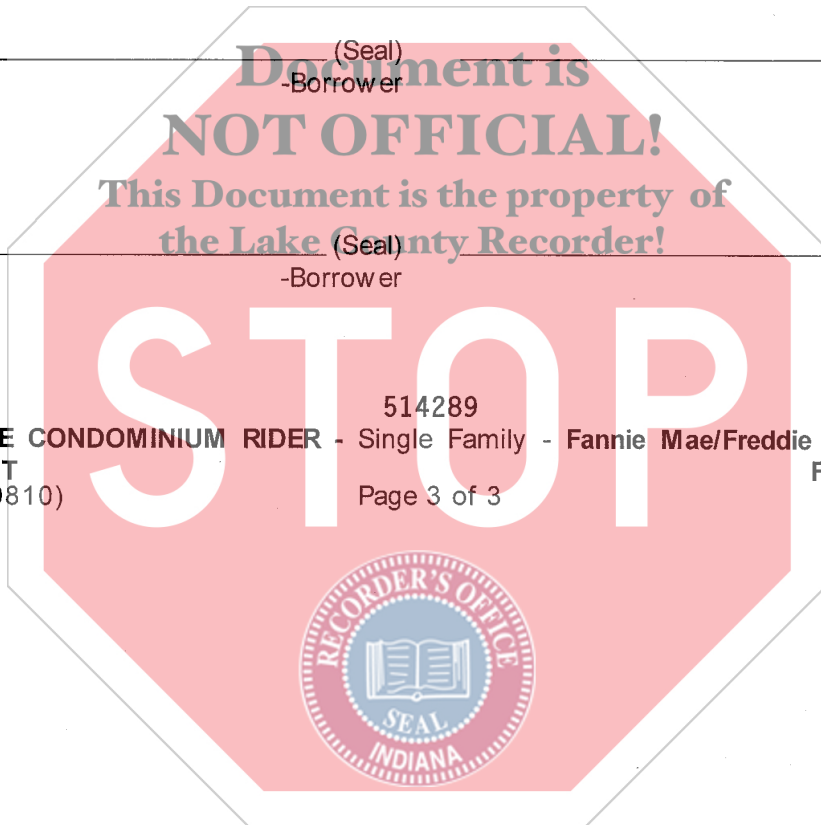 (Seal)
Document is
-Borrower
NOT OFFICIAL!
This Document is the property of
the Lake County Recorder!
(Seal)
-Borrower
STOP
514289
E CONDOMINIUM RIDER - Single Family - Fannie Mae/Freddie
T
F
9810)
Page 3 of 3
RECORDER'S OFFICE
SEAL
INDIANA